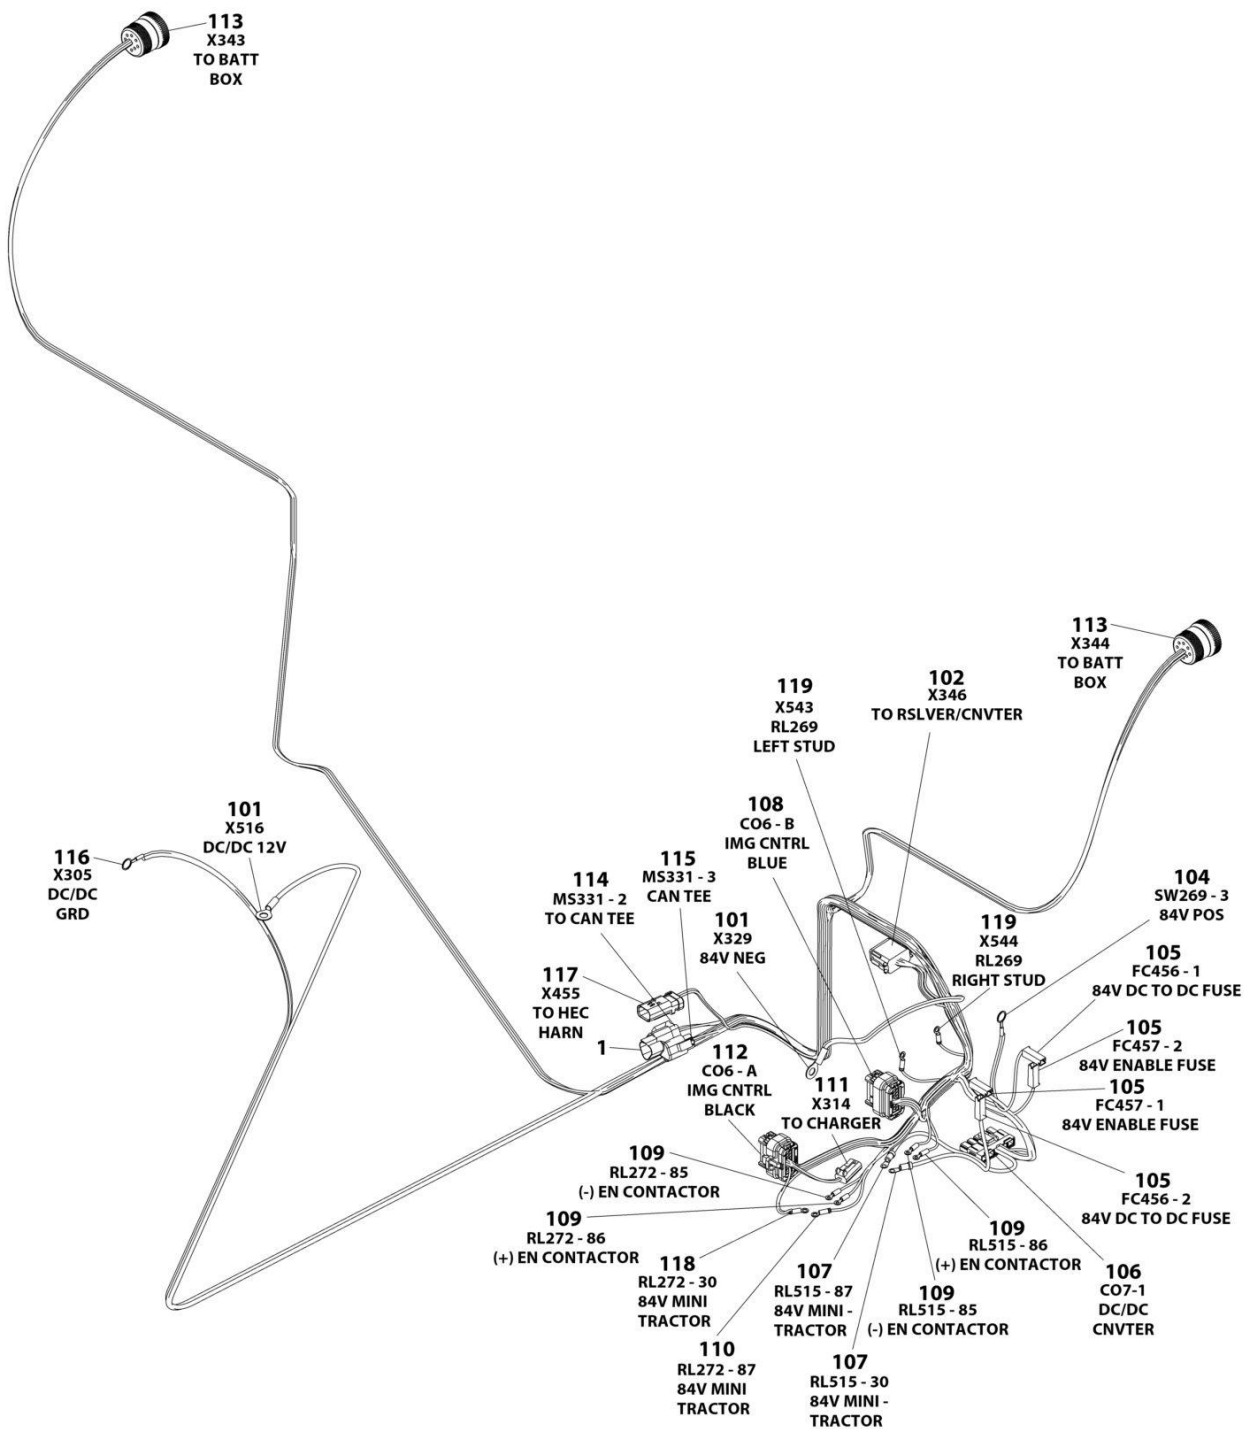 113
X343
TO BATT
BOX
113
X344
TO BATT
BOX
119
X543
RL269
LEFT STUD
102
X346
TO RSLVER/CNVTER
108
CO6 - B
IMG CNTRL
BLUE
101
X516
DC/DC 12V
116
X305
DC/DC
GRD
114
MS331 - 2
TO CAN TEE
115
MS331 - 3
CAN TEE
101
X329
84V NEG
104
SW269 - 3
84V POS
119
X544
RL269
RIGHT STUD
105
FC456 - 1
84V DC TO DC FUSE
117
X455
TO HEC
HARN
1
105
FC457 - 2
84V ENABLE FUSE
112
CO6 - A
IMG CNTRL
BLACK
111
X314
TO CHARGER
105
FC457 - 1
84V ENABLE FUSE
109
RL272 - 85
(-) EN CONTACTOR
105
FC456 - 2
84V DC TO DC FUSE
109
RL272 - 86
(+) EN CONTACTOR
109
RL515 - 86
(+) EN CONTACTOR
118
RL272 - 30
84V MINI
TRACTOR
107
RL515 - 87
84V MINI -
TRACTOR
109
RL515 - 85
(-) EN CONTACTOR
106
CO7-1
DC/DC
CNVTER
110
RL272 - 87
84V MINI
TRACTOR
107
RL515 - 30
84V MINI -
TRACTOR